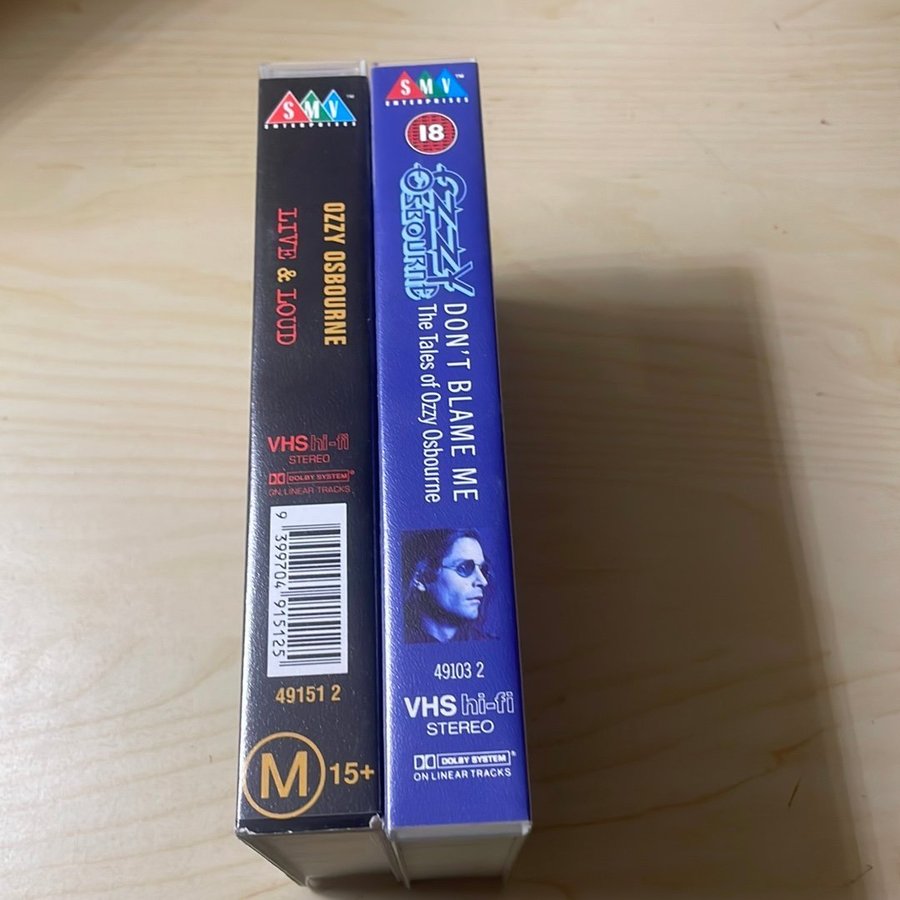 SMV™
ENTERPRISES
OZZY OSBOURNE
LIVE & LOUD
VHS hi-fi
STEREO
DOLBY SYSTEM®
ON LINEAR TRACKS
9 399704 915125
49151 2
M 15+
SMV™
ENTERPRISES
18
OZZY
OSBOURNE
DON'T BLAME ME
The Tales of Ozzy Osbourne
49103 2
VHS hi-fi
STEREO
DOLBY SYSTEM®
ON LINEAR TRACKS